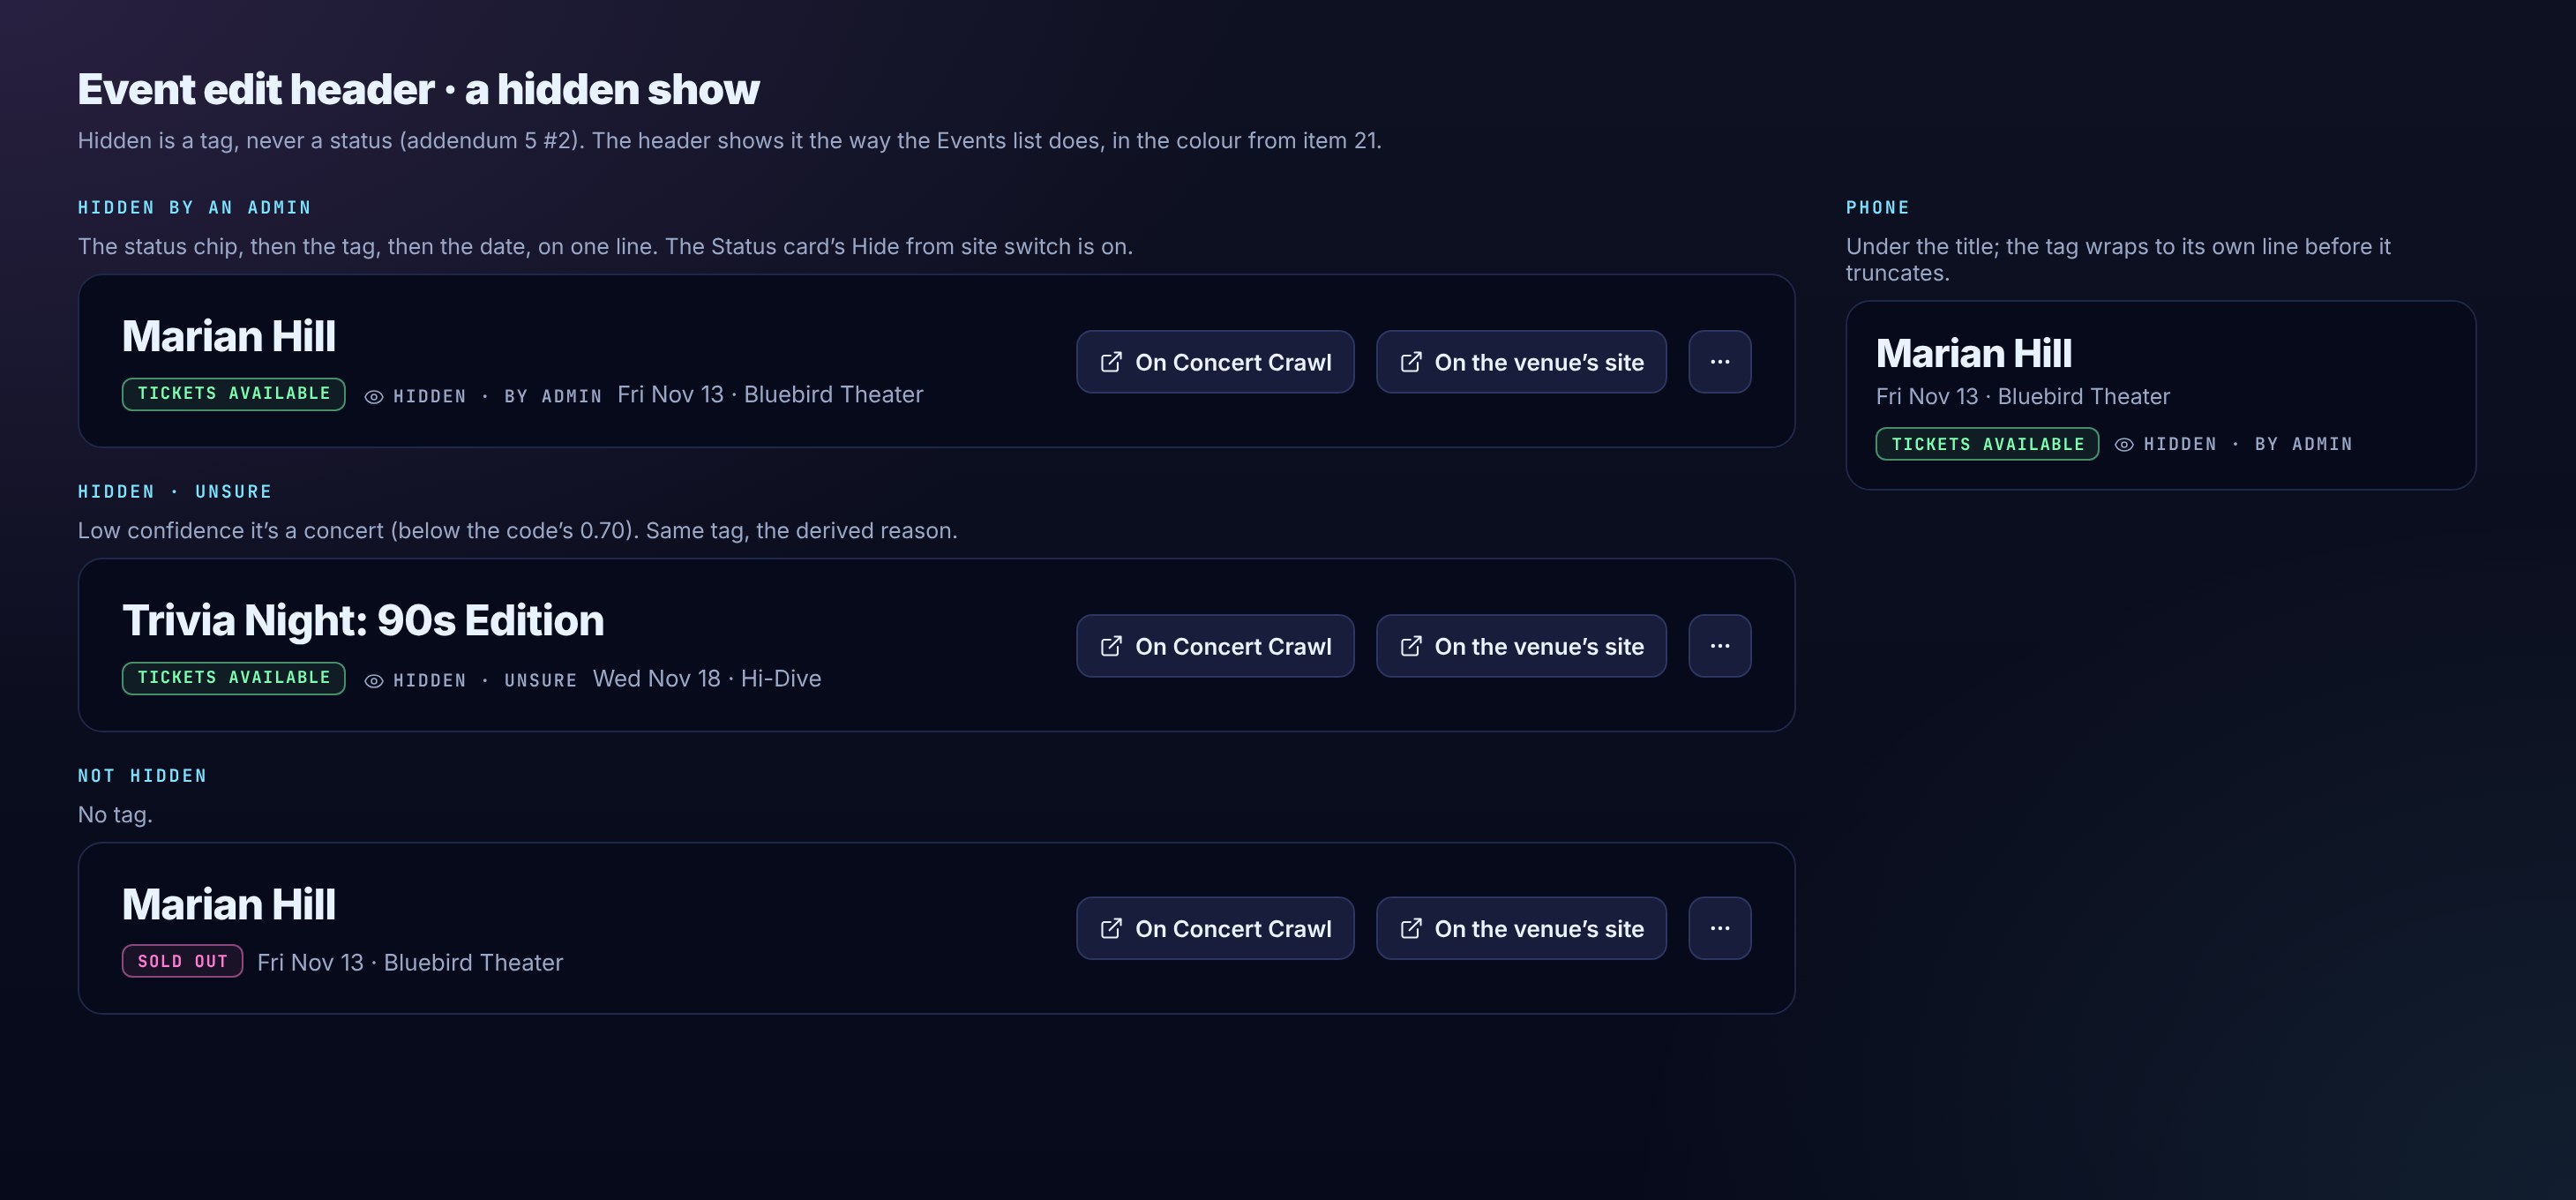 Event edit header · a hidden show
Hidden is a tag, never a status (addendum 5 #2). The header shows it the way the Events list does, in the colour from item 21.
HIDDEN BY AN ADMIN
The status chip, then the tag, then the date, on one line. The Status card’s Hide from site switch is on.
Marian Hill
TICKETS AVAILABLE HIDDEN · BY ADMIN Fri Nov 13 · Bluebird Theater
On Concert Crawl
On the venue’s site
···
HIDDEN · UNSURE
Low confidence it’s a concert (below the code’s 0.70). Same tag, the derived reason.
Trivia Night: 90s Edition
TICKETS AVAILABLE HIDDEN · UNSURE Wed Nov 18 · Hi-Dive
On Concert Crawl
On the venue’s site
···
NOT HIDDEN
No tag.
Marian Hill
SOLD OUT Fri Nov 13 · Bluebird Theater
On Concert Crawl
On the venue’s site
···
PHONE
Under the title; the tag wraps to its own line before it
truncates.
Marian Hill
Fri Nov 13 · Bluebird Theater
TICKETS AVAILABLE HIDDEN · BY ADMIN